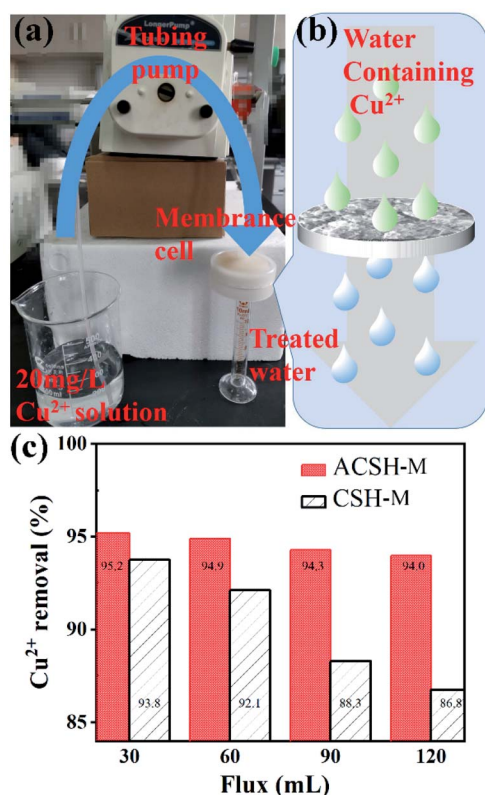 (a)
LongerPump
Tubing
pump
Membrance
cell
20mg/L
Cu²⁺ solution
Treated
water
(b)
Water
Containing
Cu²⁺
(c)
100
95
90
85
Cu²⁺ removal (%)
ACSH-M
CSH-M
95,2
93.8
94,9
92.1
94,3
88.3
94.0
86,8
30
60
90
120
Flux (mL)